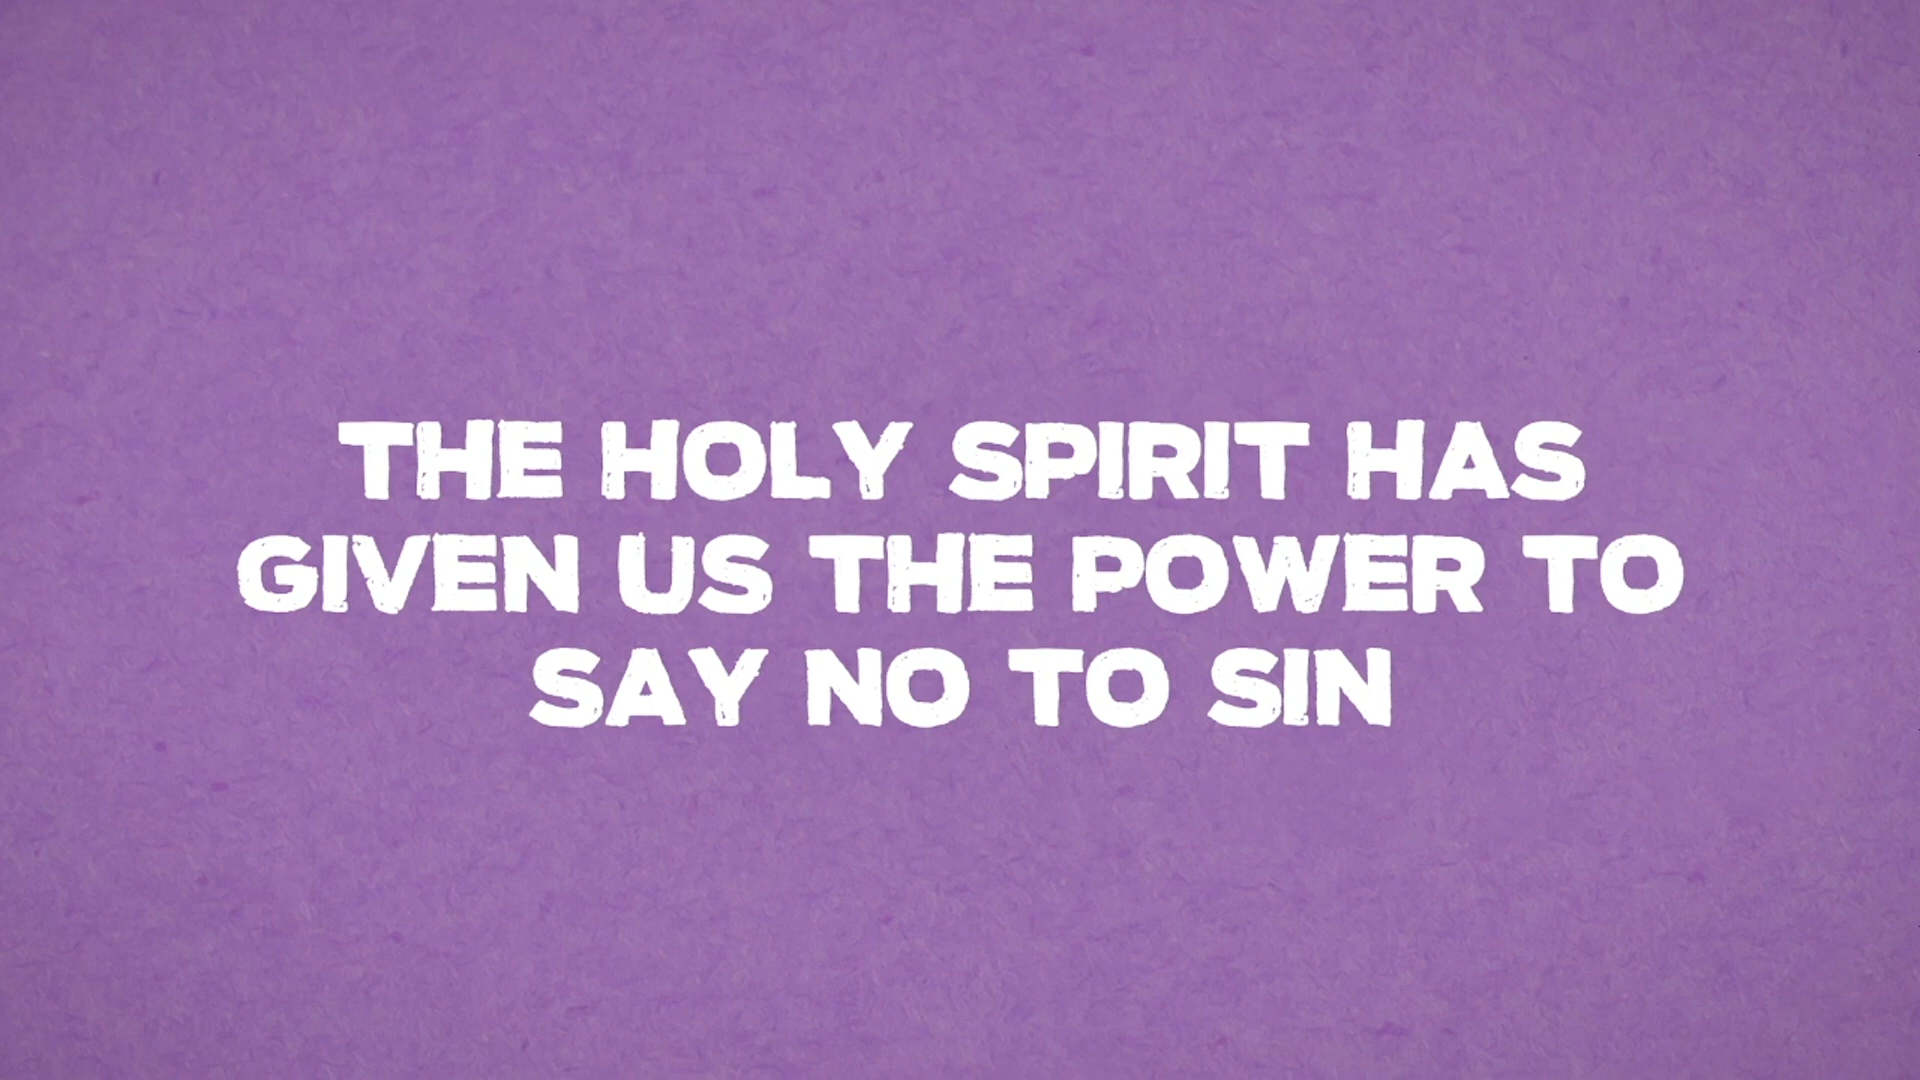 THE HOLY SPIRIT HAS
GIVEN US THE POWER TO
SAY NO TO SIN